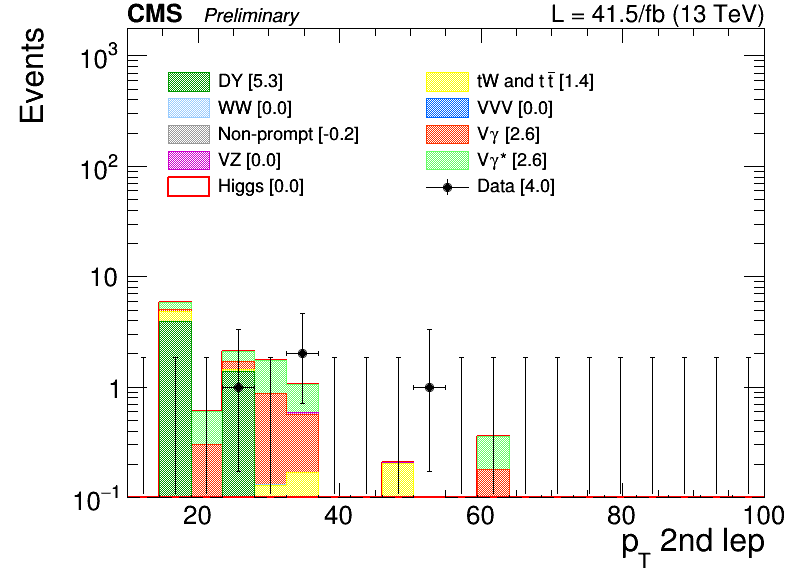 CMS Preliminary L = 41.5/fb (13 TeV)
Events
10³
10²
10
1
10⁻¹
DY [5.3]
WW [0.0]
Non-prompt [-0.2]
VZ [0.0]
Higgs [0.0]
tW and tt̅ [1.4]
VVV [0.0]
Vγ [2.6]
Vγ* [2.6]
Data [4.0]
20 40 60 80 100
p_T 2nd lep